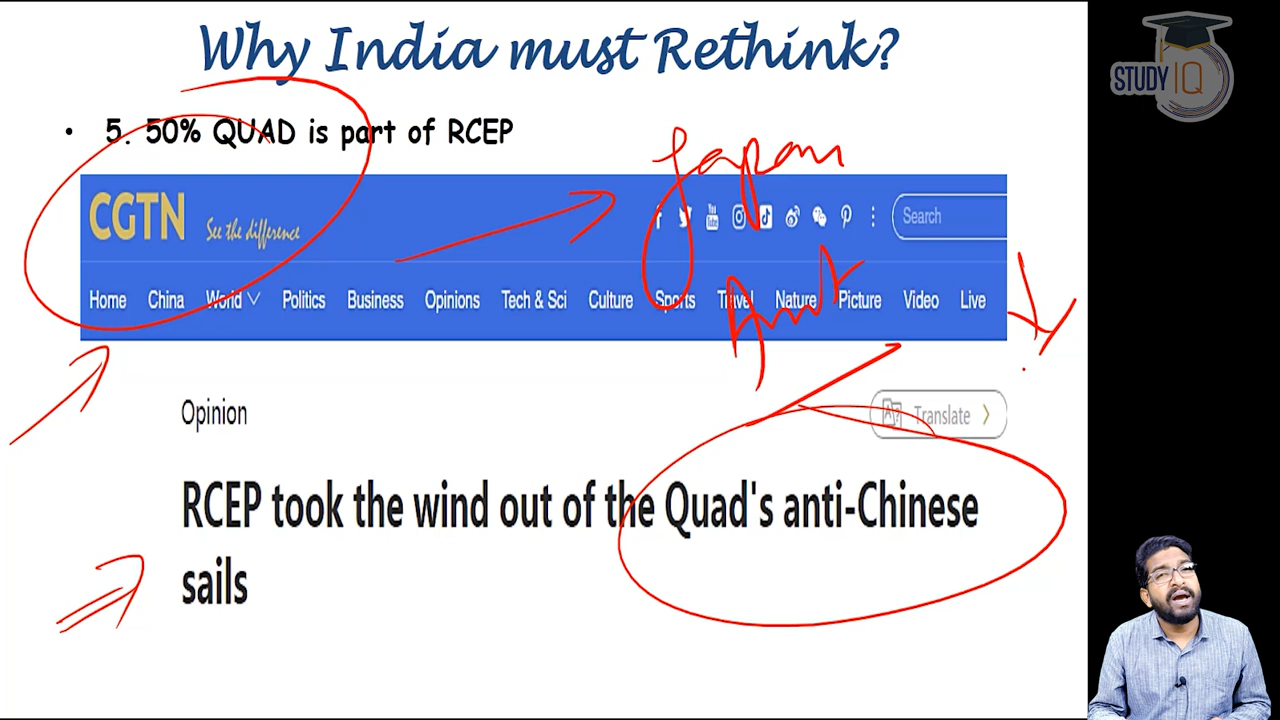 Why India must Rethink?
STUDY IQ
• 5. 50% QUAD is part of RCEP
Japan
CGTN See the difference
Search
Home China World Politics Business Opinions Tech & Sci Culture Sports Travel Nature Picture Video Live
Opinion
Translate
RCEP took the wind out of the Quad's anti-Chinese
sails